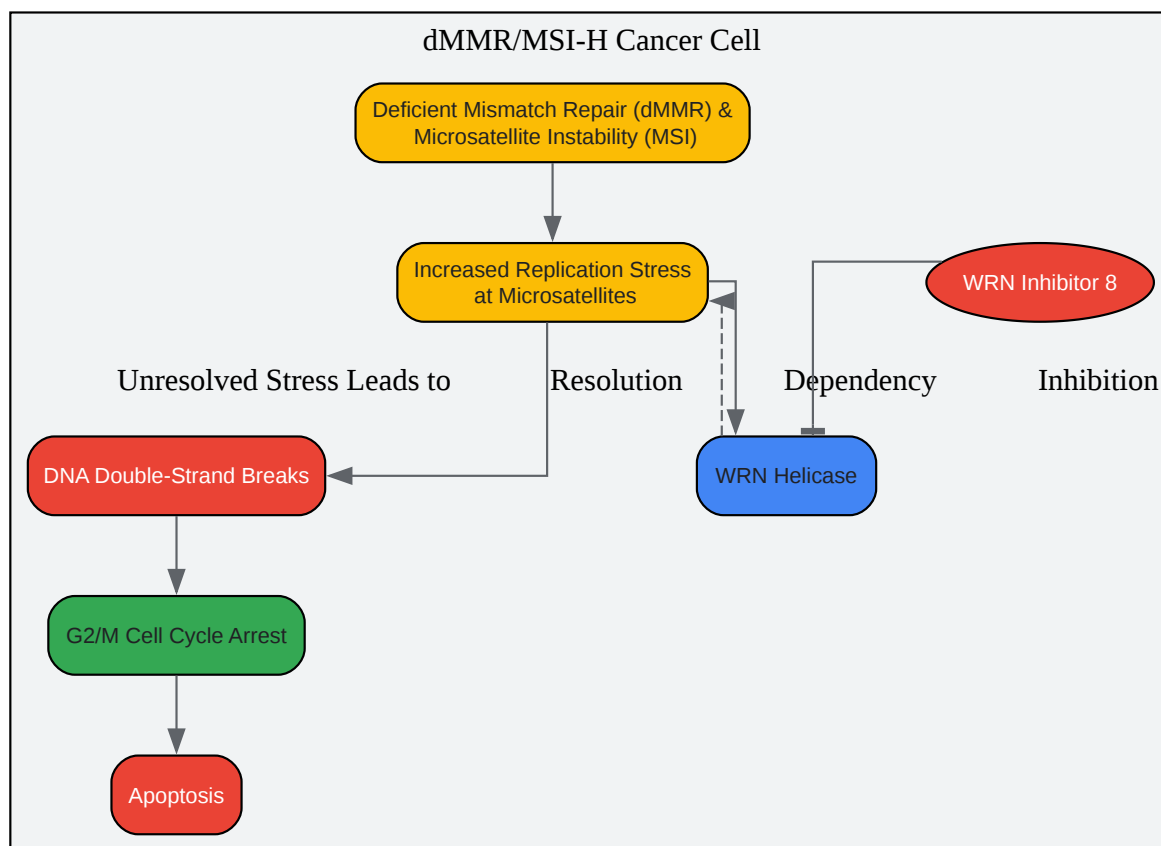 dMMR/MSI-H Cancer Cell
Deficient Mismatch Repair (dMMR) &
Microsatellite Instability (MSI)
Increased Replication Stress
at Microsatellites
WRN Inhibitor 8
Unresolved Stress Leads to
Resolution
Dependency
Inhibition
DNA Double-Strand Breaks
WRN Helicase
G2/M Cell Cycle Arrest
Apoptosis